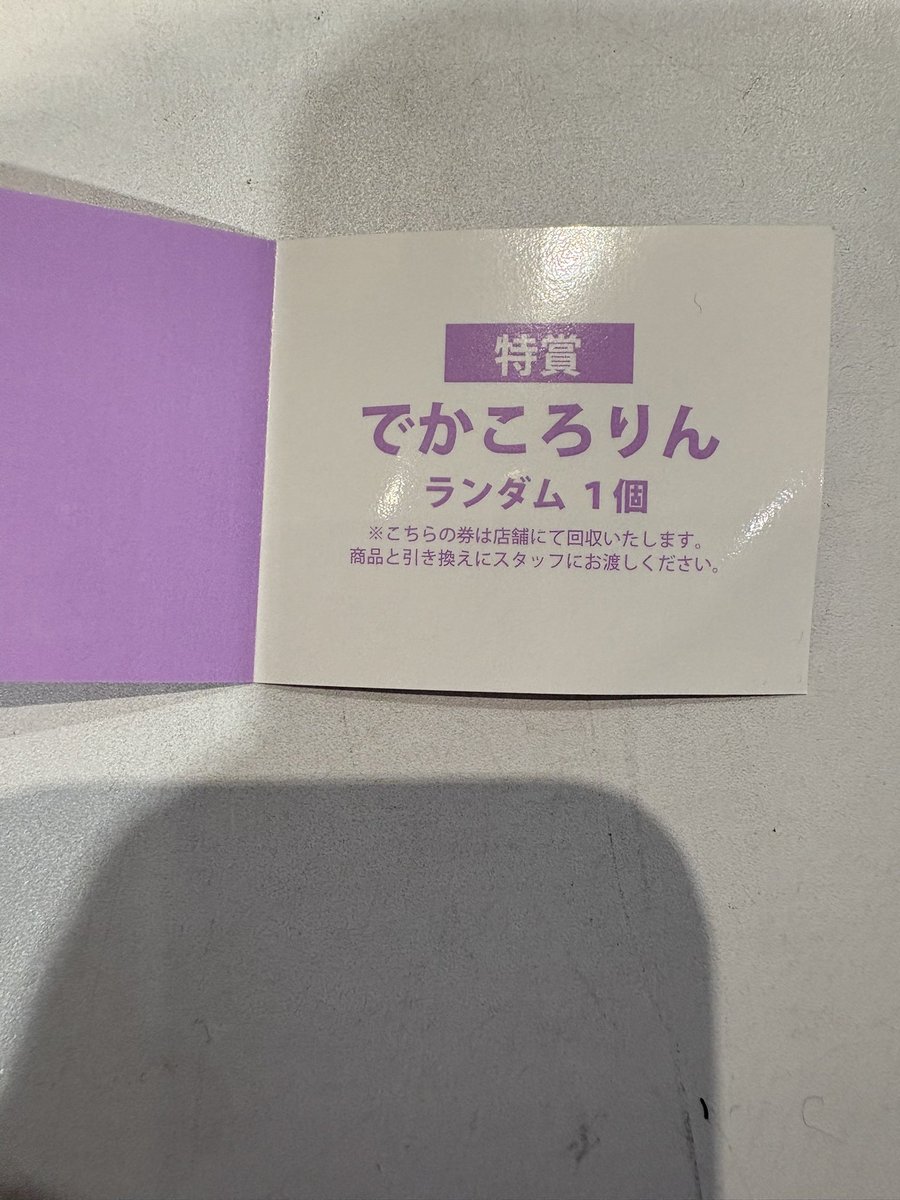 特賞
でかころりん
ランダム 1個
※こちらの券は店舗にて回収いたします。
商品と引き換えにスタッフにお渡しください。